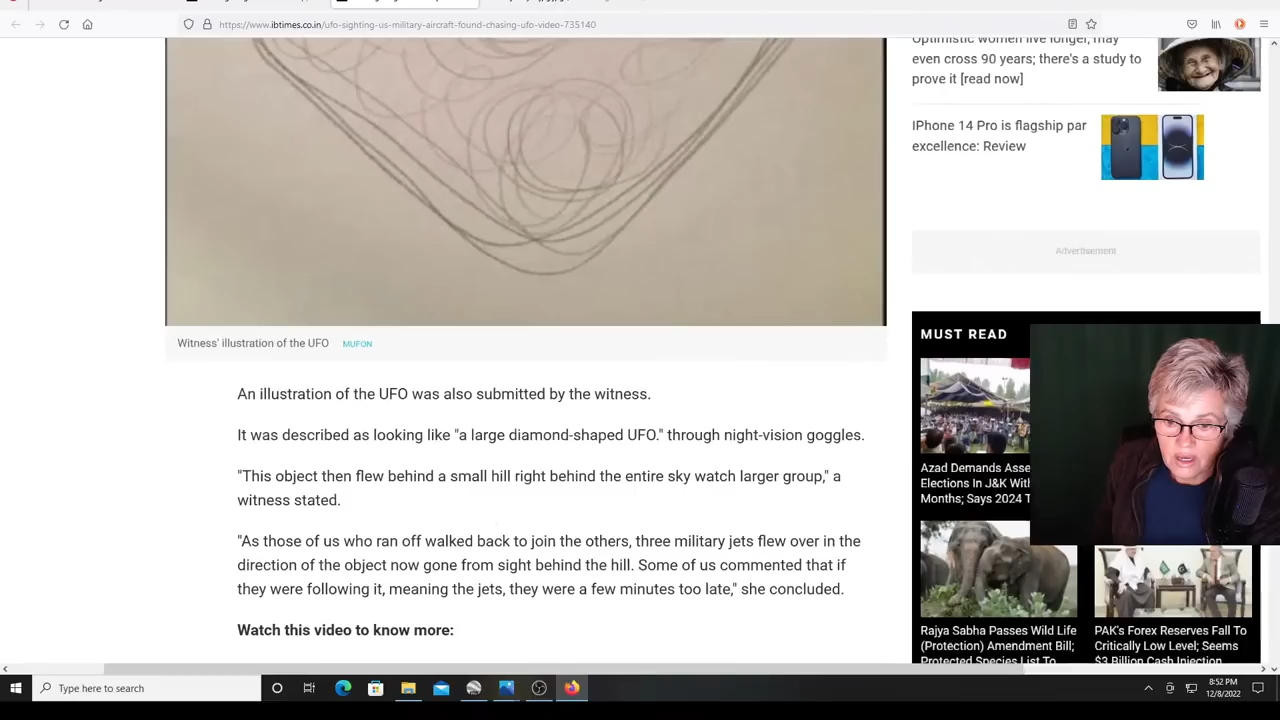 https://www.ibtimes.co.in/ufo-sighting-us-military-aircraft-found-chasing-ufo-video-735140
Witness' illustration of the UFO MUFON
An illustration of the UFO was also submitted by the witness.
It was described as looking like "a large diamond-shaped UFO." through night-vision goggles.
"This object then flew behind a small hill right behind the entire sky watch larger group," a
witness stated.
"As those of us who ran off walked back to join the others, three military jets flew over in the
direction of the object now gone from sight behind the hill. Some of us commented that if
they were following it, meaning the jets, they were a few minutes too late," she concluded.
Watch this video to know more:
Optimistic women live longer, may
even cross 90 years; there's a study to
prove it [read now]
IPhone 14 Pro is flagship par
excellence: Review
Advertisement
MUST READ
Azad Demands Asse
Elections In J&K With
Months; Says 2024 T
Rajya Sabha Passes Wild Life
(Protection) Amendment Bill;
Protected Species List To
PAK's Forex Reserves Fall To
Critically Low Level; Seems
$3 Billion Cash Injection
Type here to search
8:52 PM
12/8/2022